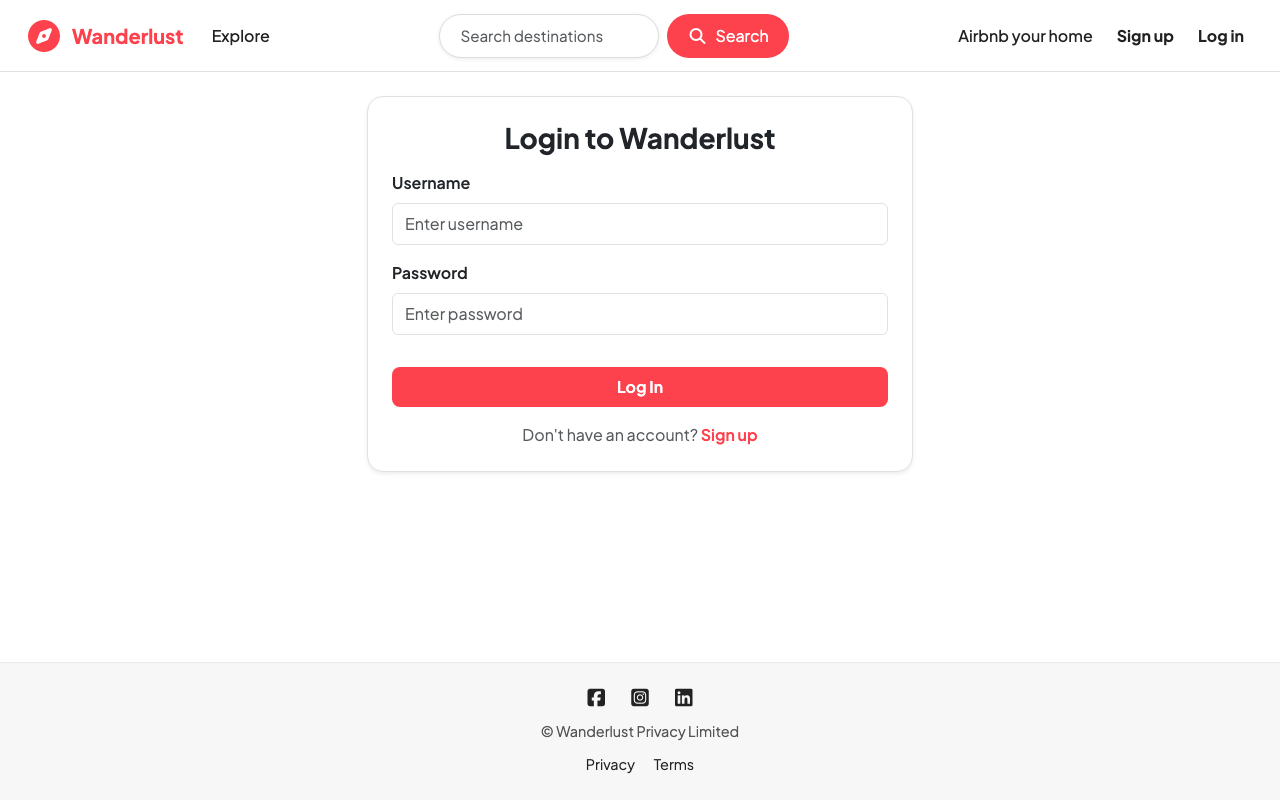 Wanderlust Explore Search destinations Search Airbnb your home Sign up Log in
Login to Wanderlust
Username
Enter username
Password
Enter password
Log In
Don't have an account? Sign up
© Wanderlust Privacy Limited
Privacy Terms